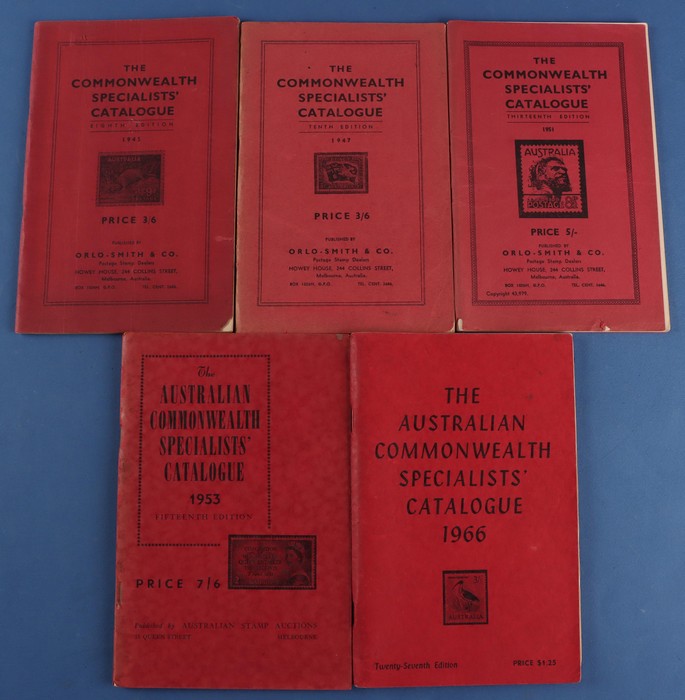 THE
COMMONWEALTH
SPECIALISTS'
CATALOGUE
EIGHTH EDITION
AUSTRALIA
PRICE 3/6
PUBLISHED BY
ORLO-SMITH & CO.
Postage Stamp Dealers
HOWEY HOUSE, 244 COLLINS STREET,
Melbourne, Australia.
THE
COMMONWEALTH
SPECIALISTS'
CATALOGUE
TENTH EDITION
1947
PRICE 3/6
PUBLISHED BY
ORLO-SMITH & CO.
Postage Stamp Dealers
HOWEY HOUSE, 244 COLLINS STREET,
Melbourne, Australia.
THE
COMMONWEALTH
SPECIALISTS'
CATALOGUE
THIRTEENTH EDITION
1951
AUSTRALIA
POSTAGE
PRICE 5/-
PUBLISHED BY
ORLO-SMITH & CO.
Postage Stamp Dealers
HOWEY HOUSE, 244 COLLINS STREET,
Melbourne, Australia.
The
AUSTRALIAN
COMMONWEALTH
SPECIALISTS'
CATALOGUE
1953
FIFTEENTH EDITION
PRICE 7/6
Published by AUSTRALIAN STAMP AUCTIONS
QUEEN STREET MELBOURNE
THE
AUSTRALIAN
COMMONWEALTH
SPECIALISTS'
CATALOGUE
1966
AUSTRALIA
Twenty-Seventh Edition PRICE $1.25